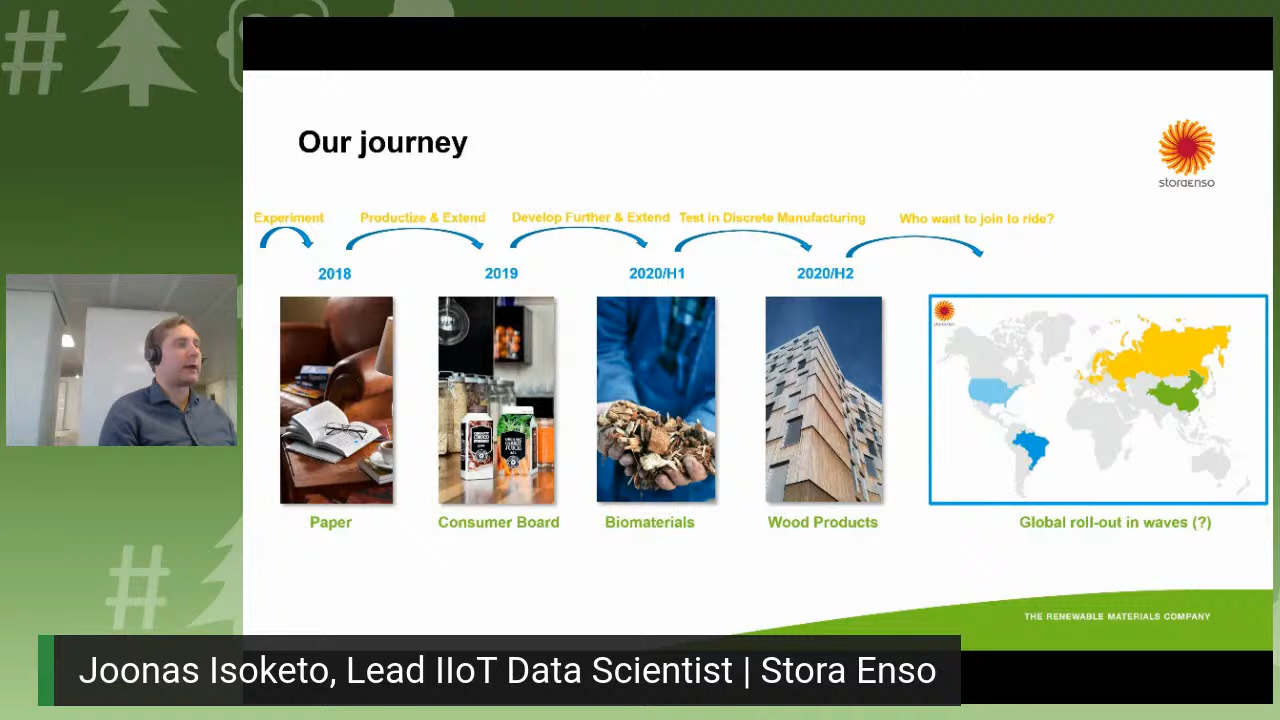 Our journey
storaenso
Experiment
Productize & Extend
Develop Further & Extend
Test in Discrete Manufacturing
Who want to join to ride?
2018
2019
2020/H1
2020/H2
Paper
Consumer Board
Biomaterials
Wood Products
Global roll-out in waves (?)
THE RENEWABLE MATERIALS COMPANY
Joonas Isoketo, Lead IIoT Data Scientist | Stora Enso